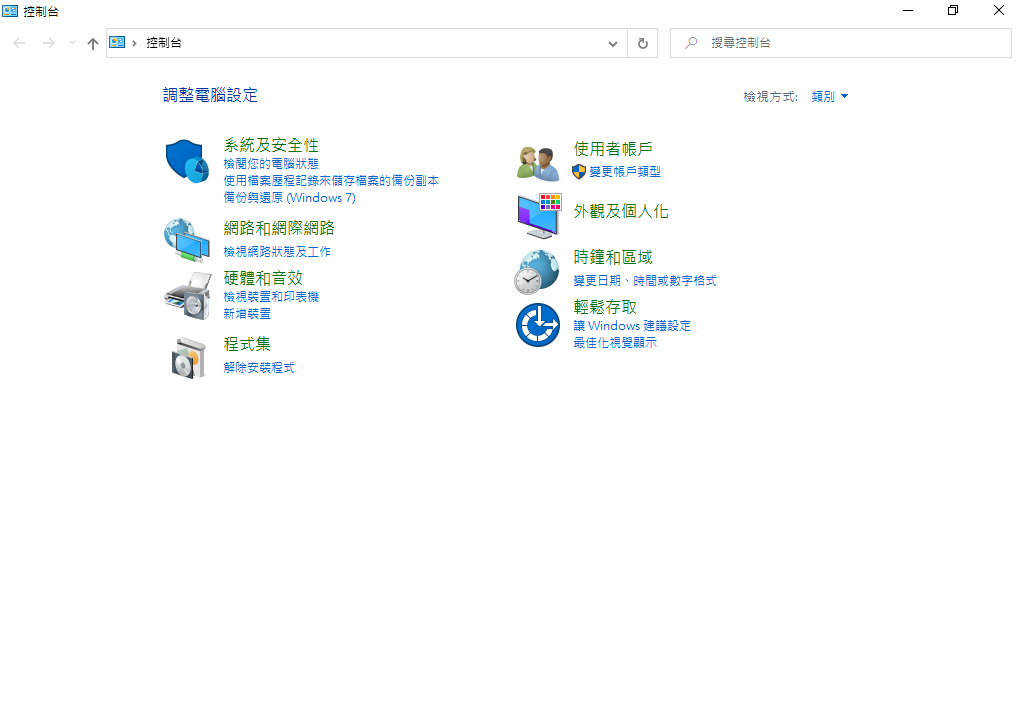 控制台
控制台
搜尋控制台
調整電腦設定
檢視方式: 類別
系統及安全性
檢閱您的電腦狀態
使用檔案歷程記錄來儲存檔案的備份副本
備份與還原 (Windows 7)
網路和網際網路
檢視網路狀態及工作
硬體和音效
檢視裝置和印表機
新增裝置
程式集
解除安裝程式
使用者帳戶
變更帳戶類型
外觀及個人化
時鐘和區域
變更日期、時間或數字格式
輕鬆存取
讓 Windows 建議設定
最佳化視覺顯示